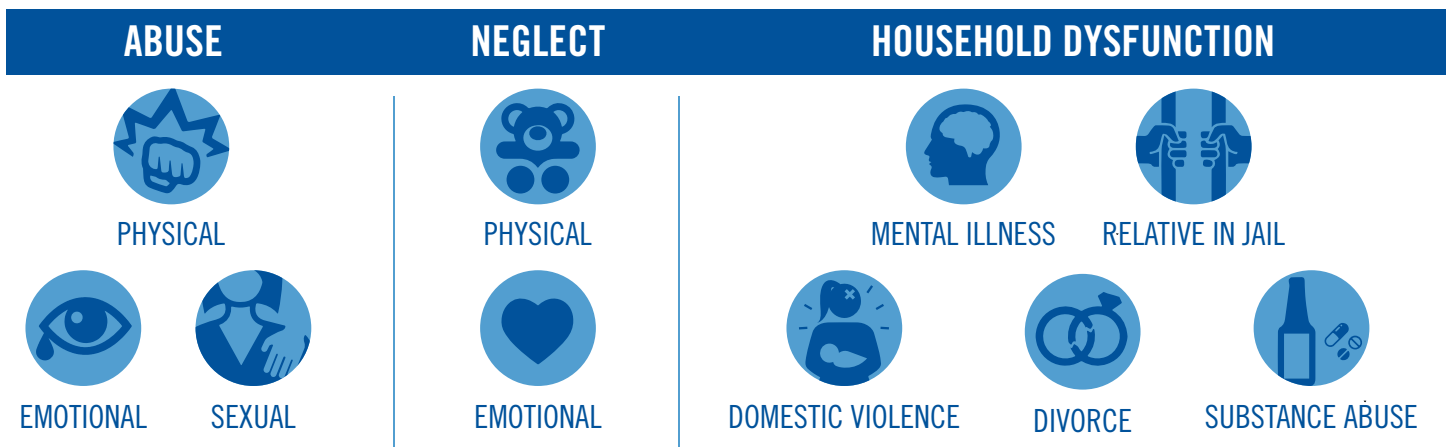 ABUSE
NEGLECT
HOUSEHOLD DYSFUNCTION
PHYSICAL
EMOTIONAL
SEXUAL
PHYSICAL
EMOTIONAL
MENTAL ILLNESS
RELATIVE IN JAIL
DOMESTIC VIOLENCE
DIVORCE
SUBSTANCE ABUSE